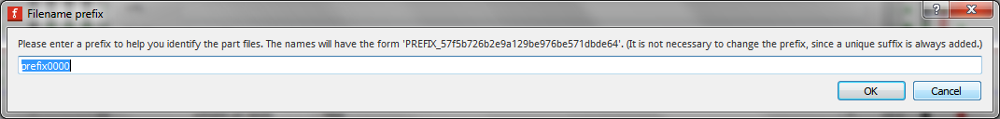 Filename prefix
Please enter a prefix to help you identify the part files. The names will have the form 'PREFIX_57f5b726b2e9a129be976be571dbde64'. (It is not necessary to change the prefix, since a unique suffix is always added.)
prefix0000
OK Cancel